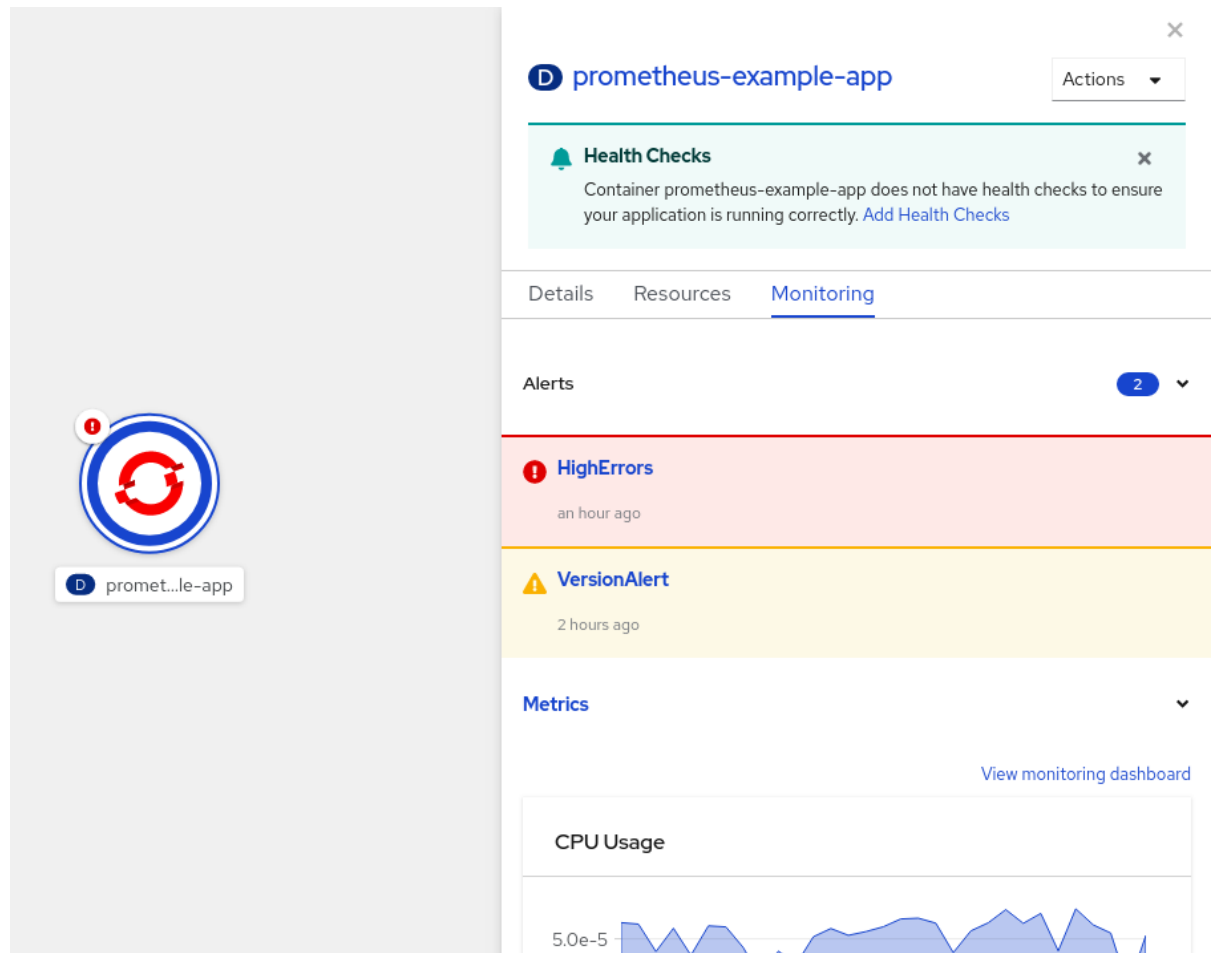 D prometheus-example-app
Actions
Health Checks
Container prometheus-example-app does not have health checks to ensure
your application is running correctly. Add Health Checks
Details Resources Monitoring
Alerts
2
HighErrors
an hour ago
VersionAlert
2 hours ago
D promet...le-app
Metrics
View monitoring dashboard
CPU Usage
5.0e-5